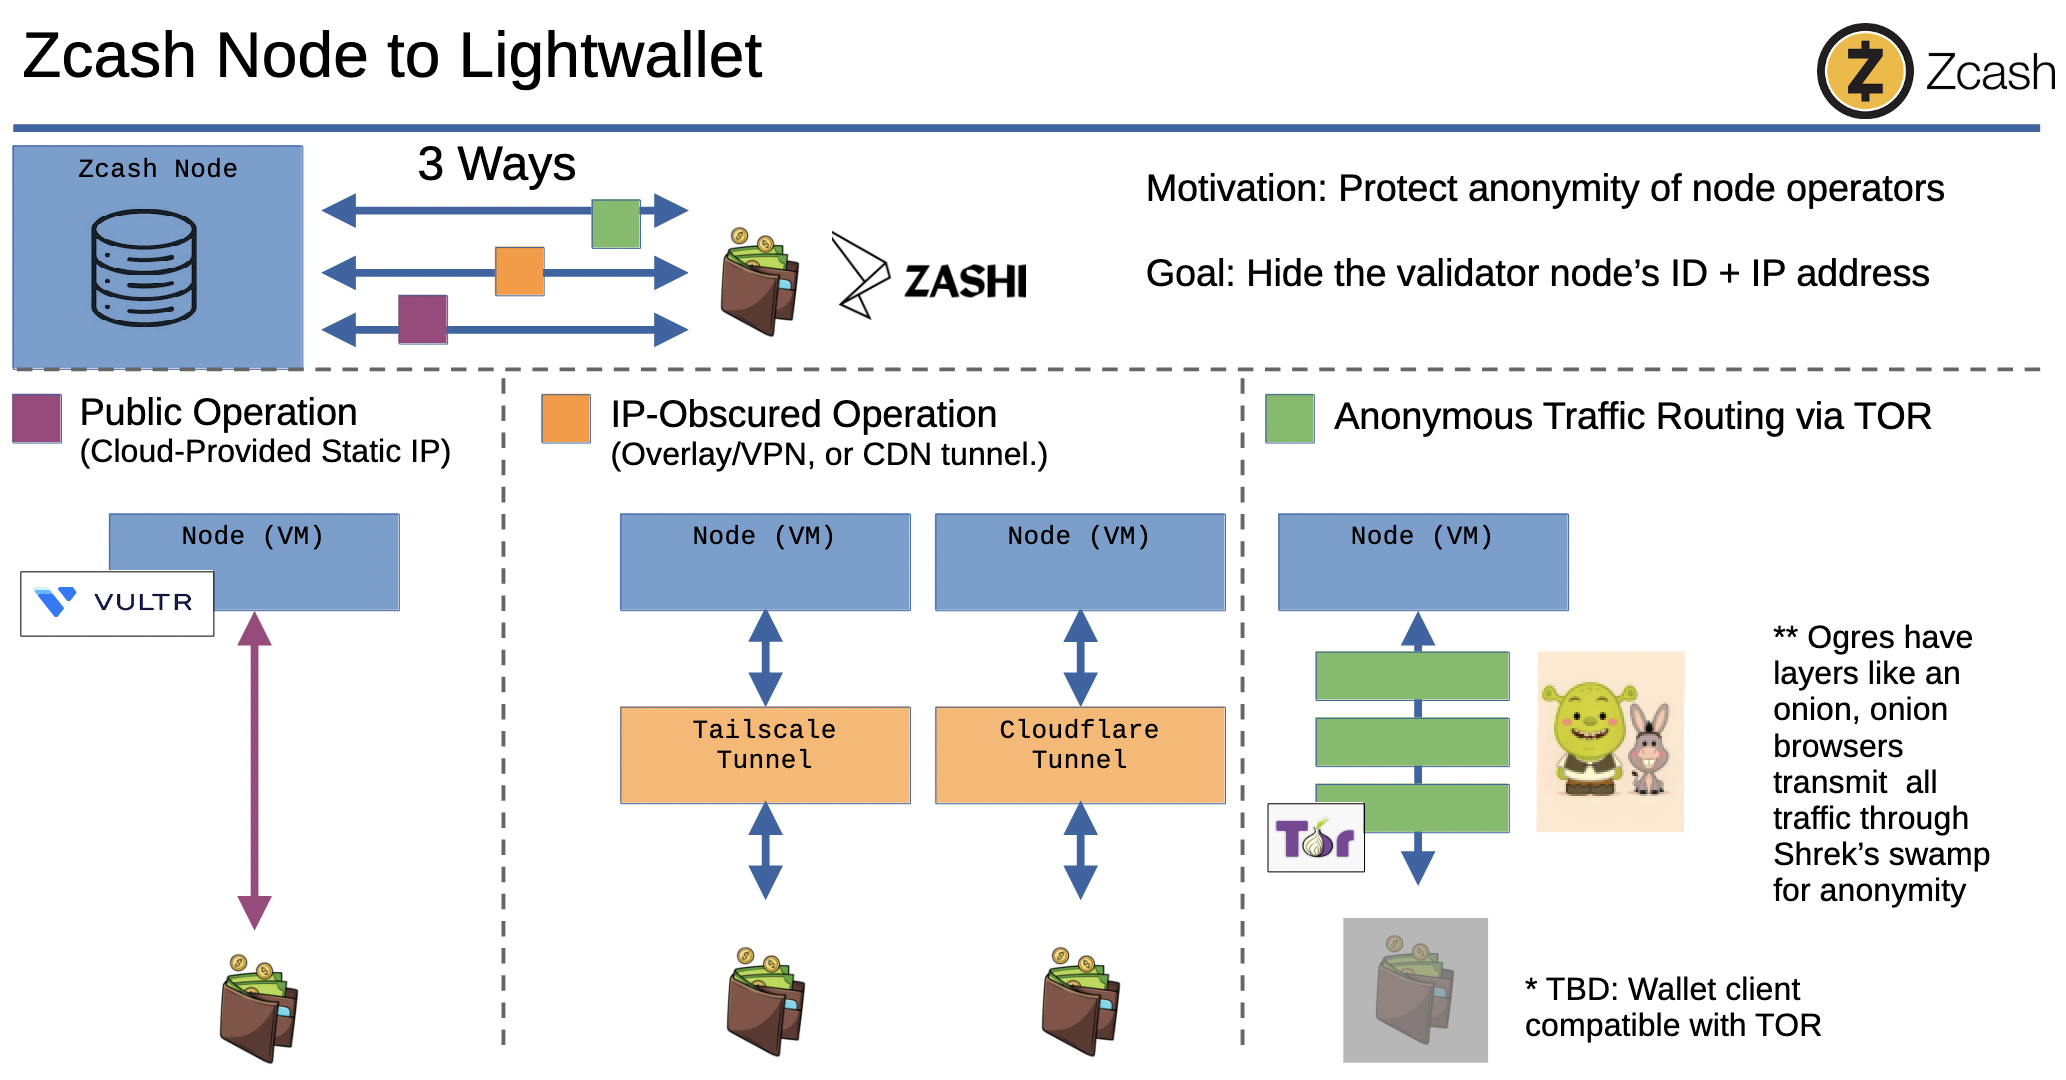 Zcash Node to Lightwallet
Zcash
Zcash Node
3 Ways
ZASHI
Motivation: Protect anonymity of node operators
Goal: Hide the validator node’s ID + IP address
Public Operation
(Cloud-Provided Static IP)
Node (VM)
VULTR
IP-Obscured Operation
(Overlay/VPN, or CDN tunnel.)
Node (VM)
Tailscale
Tunnel
Node (VM)
Cloudflare
Tunnel
Anonymous Traffic Routing via TOR
Node (VM)
Tor
** Ogres have
layers like an
onion, onion
browsers
transmit  all
traffic through
Shrek’s swamp
for anonymity
* TBD: Wallet client
compatible with TOR